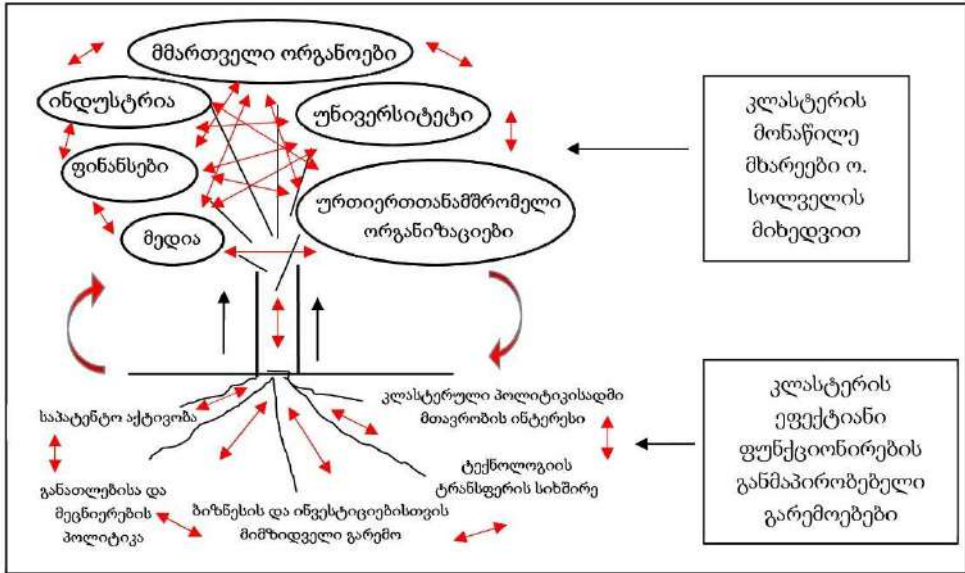 მმართველი ორგანოები
ინდუსტრია
უნივერსიტეტი
ფინანსები
ურთიერთთანამშრომელი
ორგანიზაციები
მედია
კლასტერის
მონაწილე
მხარეები ო.
სოლველის
მიხედვით
საპატენტო აქტივობა
კლასტერული პოლიტიკისადმი
მთავრობის ინტერესი
განათლებისა და
მეცნიერების
პოლიტიკა
ბიზნესის და ინვესტიციებისთვის
მიმზიდველი გარემო
ტექნოლოგიის
ტრანსფერის სიხშირე
კლასტერის
ეფექტიანი
ფუნქციონირების
განმაპირობებელი
გარემოებები